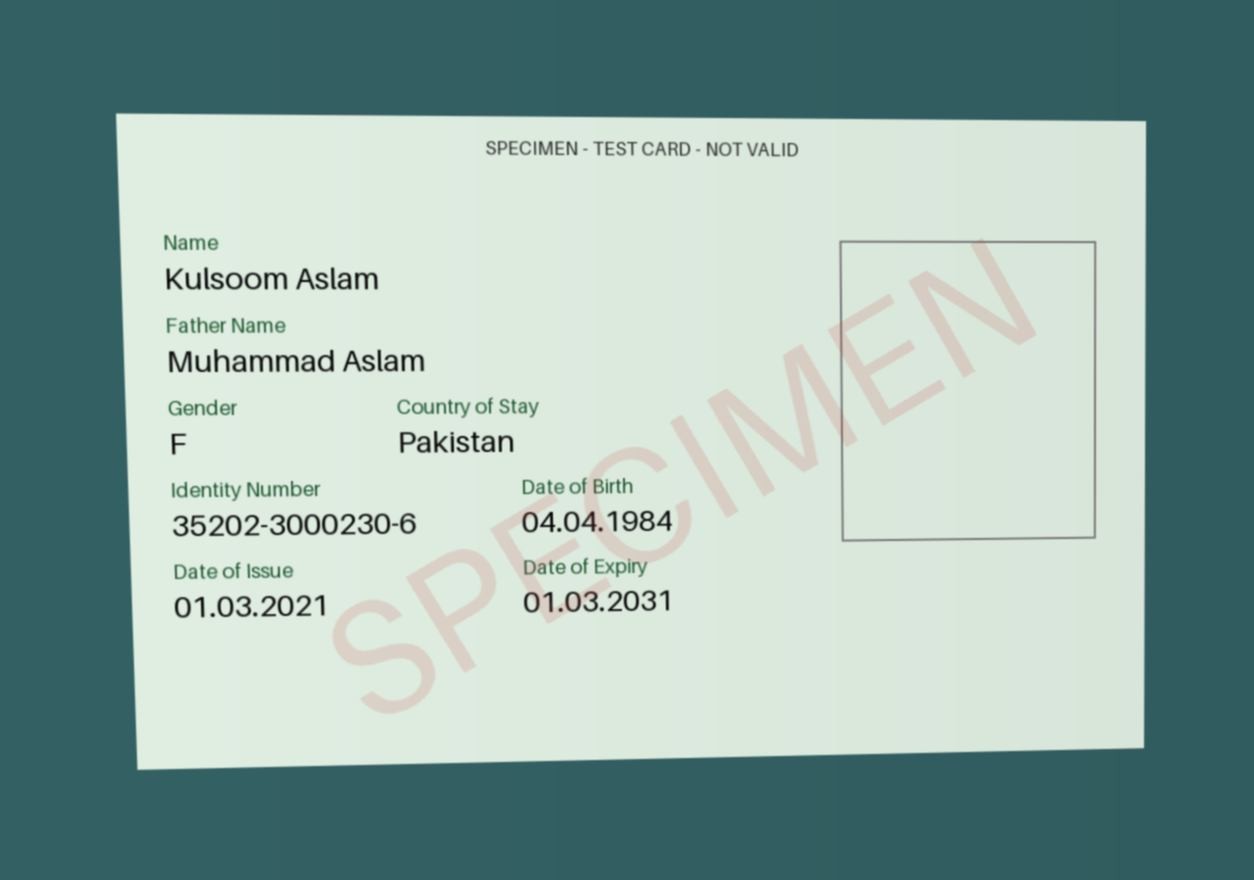 SPECIMEN - TEST CARD - NOT VALID
Name
Kulsoom Aslam
Father Name
Muhammad Aslam
Gender Country of Stay
F Pakistan
Identity Number Date of Birth
35202-3000230-6 04.04.1984
Date of Issue Date of Expiry
01.03.2021 01.03.2031
SPECIMEN